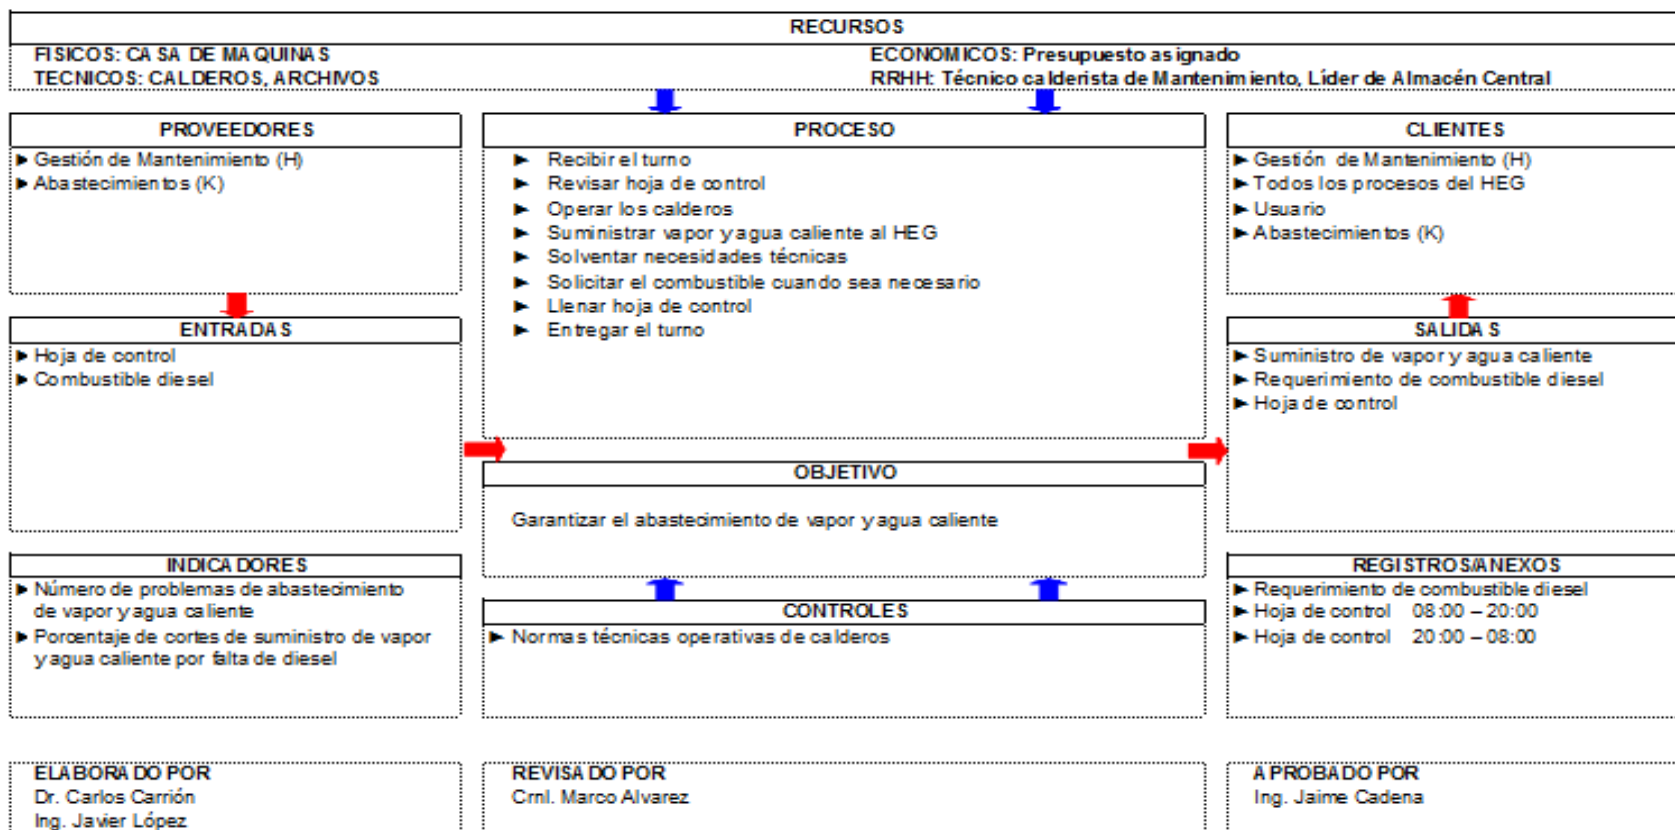 RECURSOS
FISICOS: CASA DE MAQUINAS
TECNICOS: CALDEROS, ARCHIVOS
ECONOMICOS: Presupuesto asignado
RRHH: Técnico calderista de Mantenimiento, Líder de Almacén Central
PROVEEDORES
► Gestión de Mantenimiento (H)
► Abastecimientos (K)
ENTRADAS
► Hoja de control
► Combustible diesel
INDICADORES
► Número de problemas de abastecimiento
de vapor y agua caliente
► Porcentaje de cortes de suministro de vapor
y agua caliente por falta de diesel
PROCESO
► Recibir el turno
► Revisar hoja de control
► Operar los calderos
► Suministrar vapor y agua caliente al HEG
► Solventar necesidades técnicas
► Solicitar el combustible cuando sea necesario
► Llenar hoja de control
► Entregar el turno
OBJETIVO
Garantizar el abastecimiento de vapor y agua caliente
CONTROLES
► Normas técnicas operativas de calderos
CLIENTES
► Gestión de Mantenimiento (H)
► Todos los procesos del HEG
► Usuario
► Abastecimientos (K)
SALIDAS
► Suministro de vapor y agua caliente
► Requerimiento de combustible diesel
► Hoja de control
REGISTROS/ANEXOS
► Requerimiento de combustible diesel
► Hoja de control 08:00 – 20:00
► Hoja de control 20:00 – 08:00
ELABORADO POR
Dr. Carlos Carrión
Ing. Javier López
REVISADO POR
Crnl. Marco Alvarez
APROBADO POR
Ing. Jaime Cadena